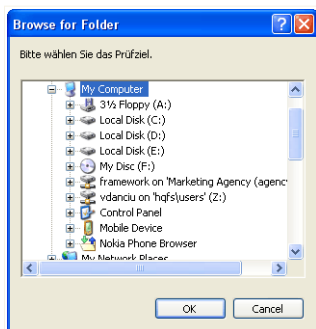 Browse for Folder
Bitte wählen Sie das Prüfziel.
My Computer
3½ Floppy (A:)
Local Disk (C:)
Local Disk (D:)
Local Disk (E:)
My Disc (F:)
framework on 'Marketing Agency (agenc
vdanciu on 'hqfs\users' (Z:)
Control Panel
Mobile Device
Nokia Phone Browser
My Network Places
OK
Cancel